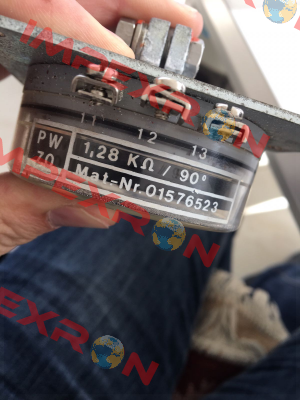 11 12 13
PW 70
1,28 KΩ / 90°
Mat-Nr.01576523
IMPEXRON
IMPEXRON
IMPEXRON